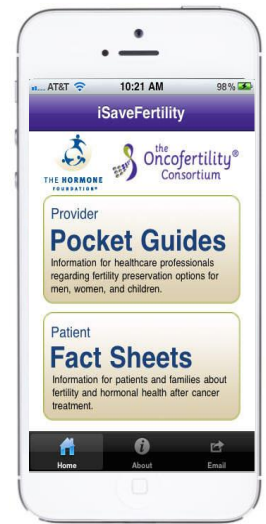 AT&T 10:21 AM 98%
iSaveFertility
THE HORMONE
FOUNDATION®
the
Oncofertility®
Consortium
Provider
Pocket Guides
Information for healthcare professionals
regarding fertility preservation options for
men, women, and children.
Patient
Fact Sheets
Information for patients and families about
fertility and hormonal health after cancer
treatment.
Home About Email